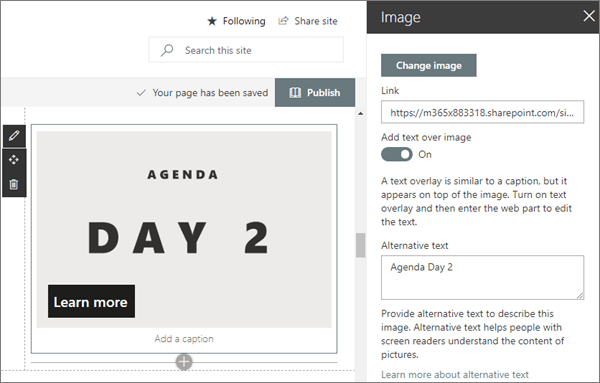 Following Share site
Search this site
Your page has been saved Publish
AGENDA
DAY 2
Learn more
Add a caption
Image
Change image
Link
https://m365x883318.sharepoint.com/si...
Add text over image
On
A text overlay is similar to a caption, but it
appears on top of the image. Turn on text
overlay and then enter the web part to edit
the text.
Alternative text
Agenda Day 2
Provide alternative text to describe this
image. Alternative text helps people with
screen readers understand the content of
pictures.
Learn more about alternative text